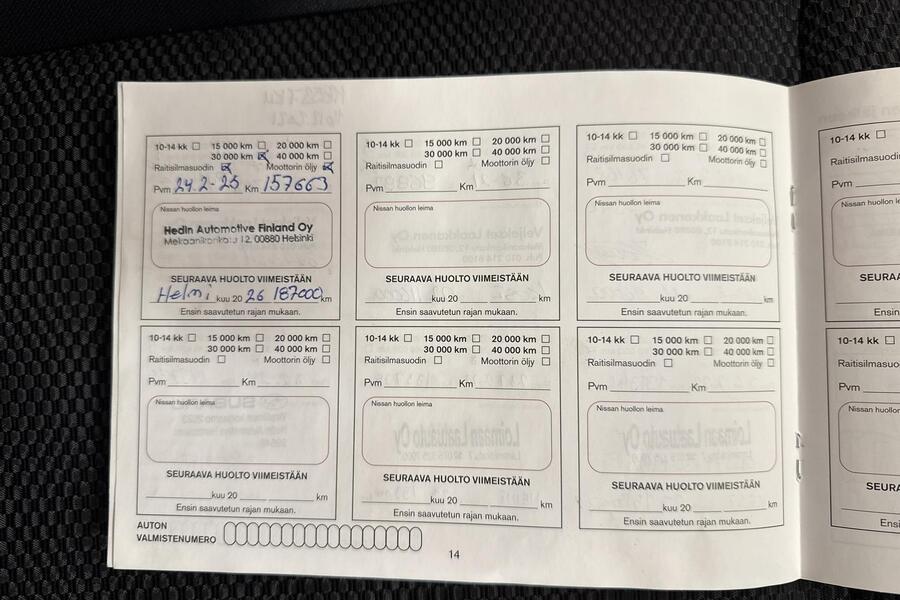 10-14 kk 15 000 km 20 000 km
30 000 km 40 000 km
Raitisilmasuodin Moottorin öljy
Pvm 24.2-25 Km 157663
Nissan huollon leima
Hedin Automotive Finland Oy
Mekaanikonkatu 12, 00880 Helsinki
SEURAAVA HUOLTO VIIMEISTÄÄN
Helmi kuu 20 26 187000 km
Ensin saavutetun rajan mukaan.
10-14 kk 15 000 km 20 000 km
30 000 km 40 000 km
Raitisilmasuodin Moottorin öljy
Pvm Km
Nissan huollon leima
SEURAAVA HUOLTO VIIMEISTÄÄN
kuu 20 km
Ensin saavutetun rajan mukaan.
10-14 kk 15 000 km 20 000 km
30 000 km 40 000 km
Raitisilmasuodin Moottorin öljy
Pvm Km
Nissan huollon leima
SEURAAVA HUOLTO VIIMEISTÄÄN
kuu 20 km
Ensin saavutetun rajan mukaan.
10-14 kk
Raitisilmasuo
Pvm
Nissan huollon
SEURA
Ensin
10-14 kk 15 000 km 20 000 km
30 000 km 40 000 km
Raitisilmasuodin Moottorin öljy
Pvm Km
Nissan huollon leima
SEURAAVA HUOLTO VIIMEISTÄÄN
kuu 20 km
Ensin saavutetun rajan mukaan.
10-14 kk 15 000 km 20 000 km
30 000 km 40 000 km
Raitisilmasuodin Moottorin öljy
Pvm Km
Nissan huollon leima
SEURAAVA HUOLTO VIIMEISTÄÄN
kuu 20 km
Ensin saavutetun rajan mukaan.
10-14 kk 15 000 km 20 000 km
30 000 km 40 000 km
Raitisilmasuodin Moottorin öljy
Pvm Km
Nissan huollon leima
SEURAAVA HUOLTO VIIMEISTÄÄN
kuu 20 km
Ensin saavutetun rajan mukaan.
10-14 kk
Raitisilmasuo
Pvm
Nissan huollon
SEURA
Ensi
AUTON
VALMISTENUMERO
14